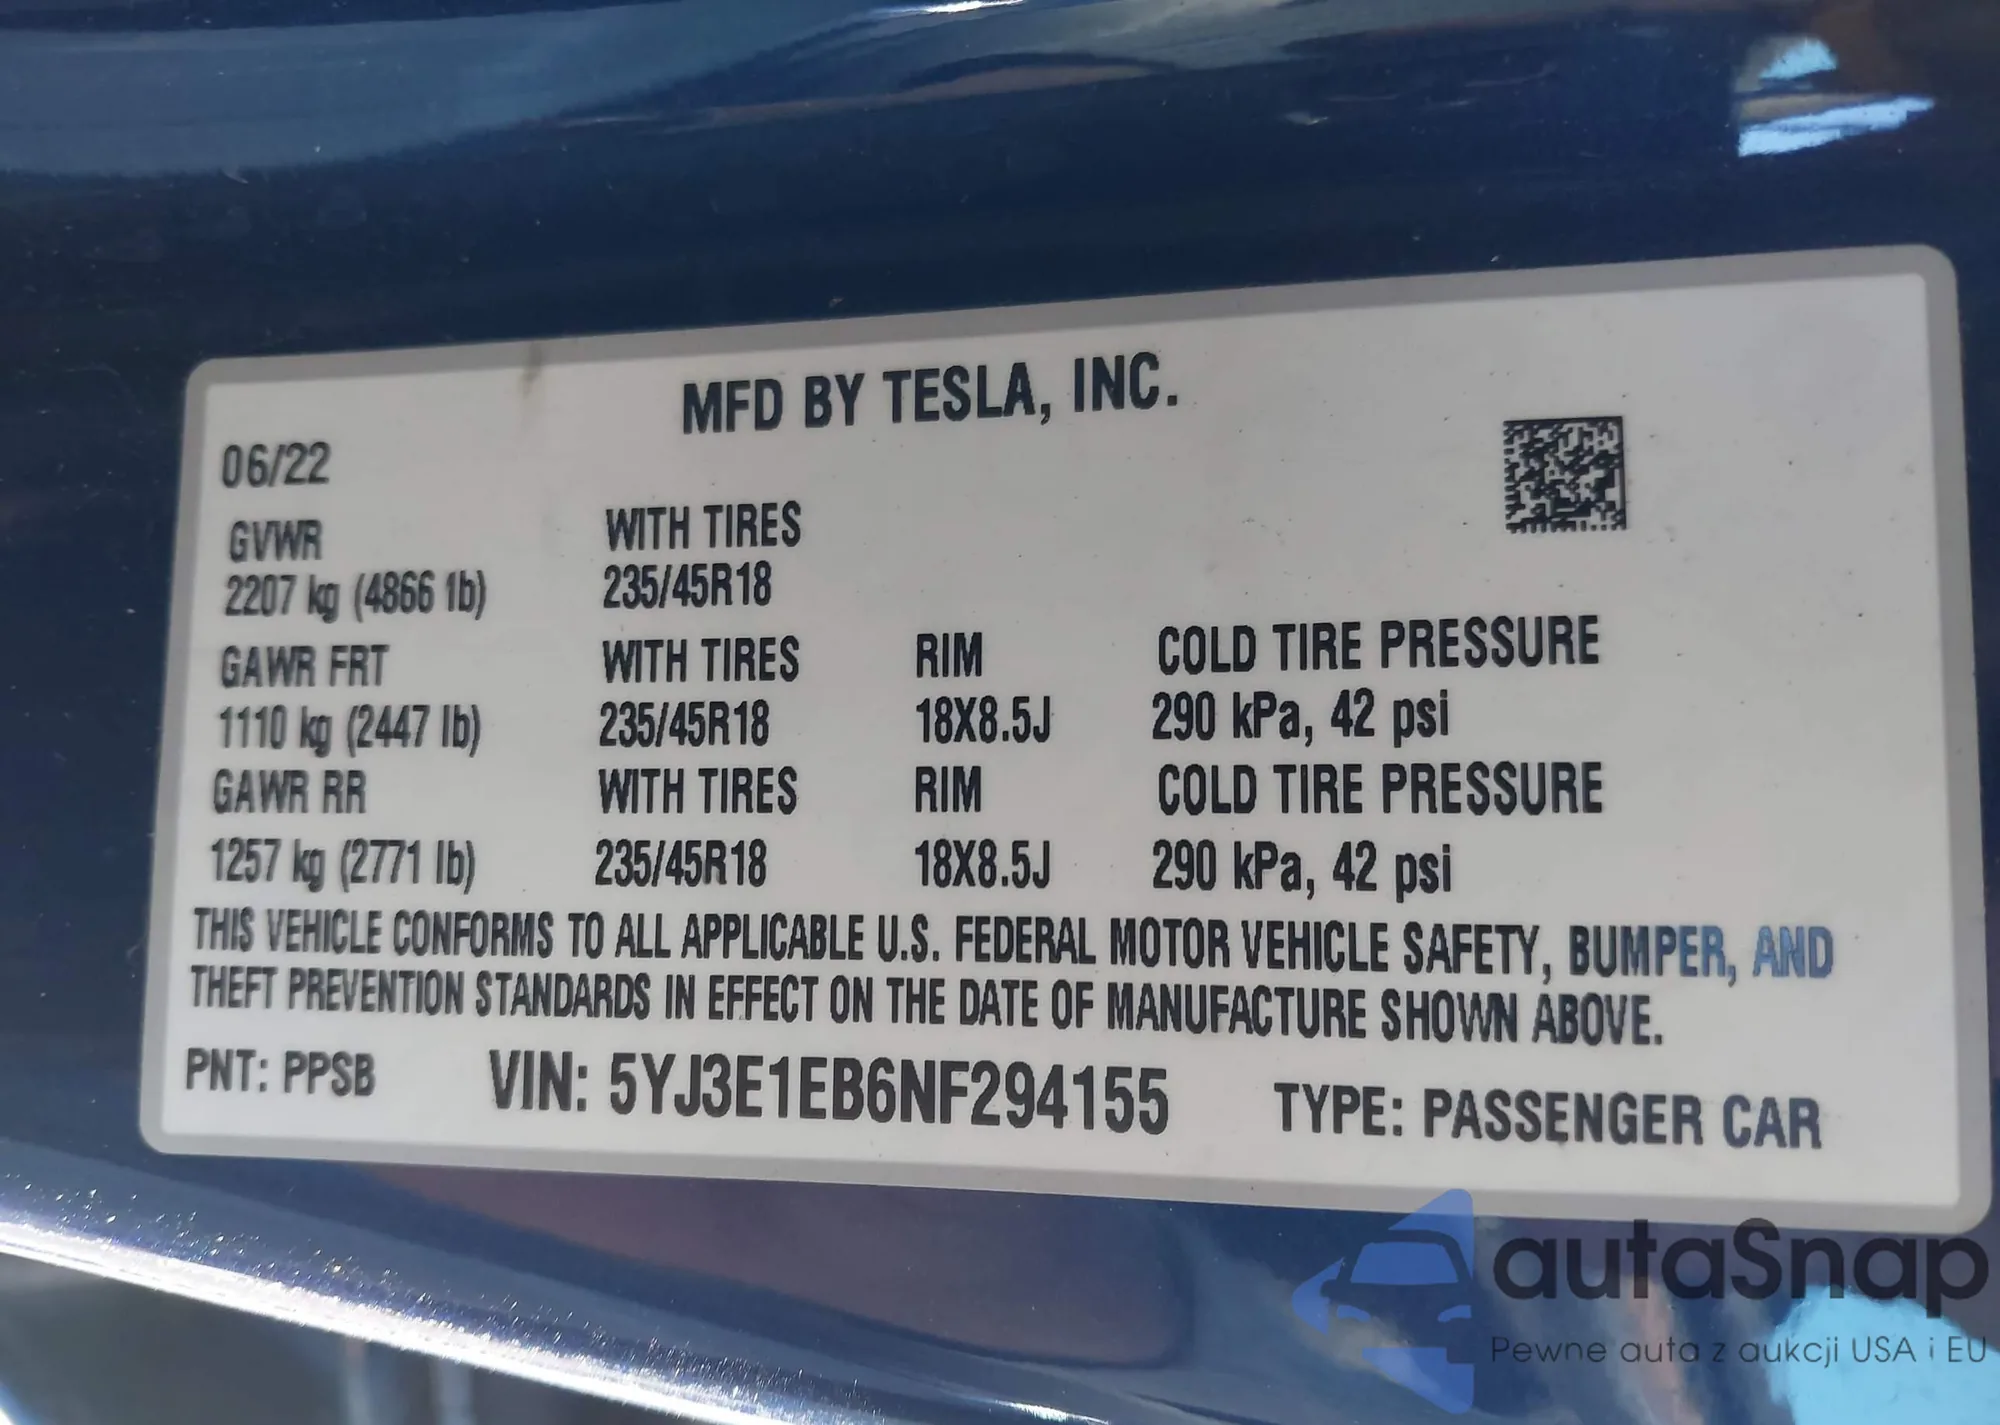 MFD BY TESLA, INC.
06/22
GVWR WITH TIRES
2207 kg (4866 lb) 235/45R18
GAWR FRT WITH TIRES RIM COLD TIRE PRESSURE
1110 kg (2447 lb) 235/45R18 18X8.5J 290 kPa, 42 psi
GAWR RR WITH TIRES RIM COLD TIRE PRESSURE
1257 kg (2771 lb) 235/45R18 18X8.5J 290 kPa, 42 psi
THIS VEHICLE CONFORMS TO ALL APPLICABLE U.S. FEDERAL MOTOR VEHICLE SAFETY, BUMPER, AND
THEFT PREVENTION STANDARDS IN EFFECT ON THE DATE OF MANUFACTURE SHOWN ABOVE.
PNT: PPSB VIN: 5YJ3E1EB6NF294155 TYPE: PASSENGER CAR
autaSnap
Pewne auta z aukcji USA i EU